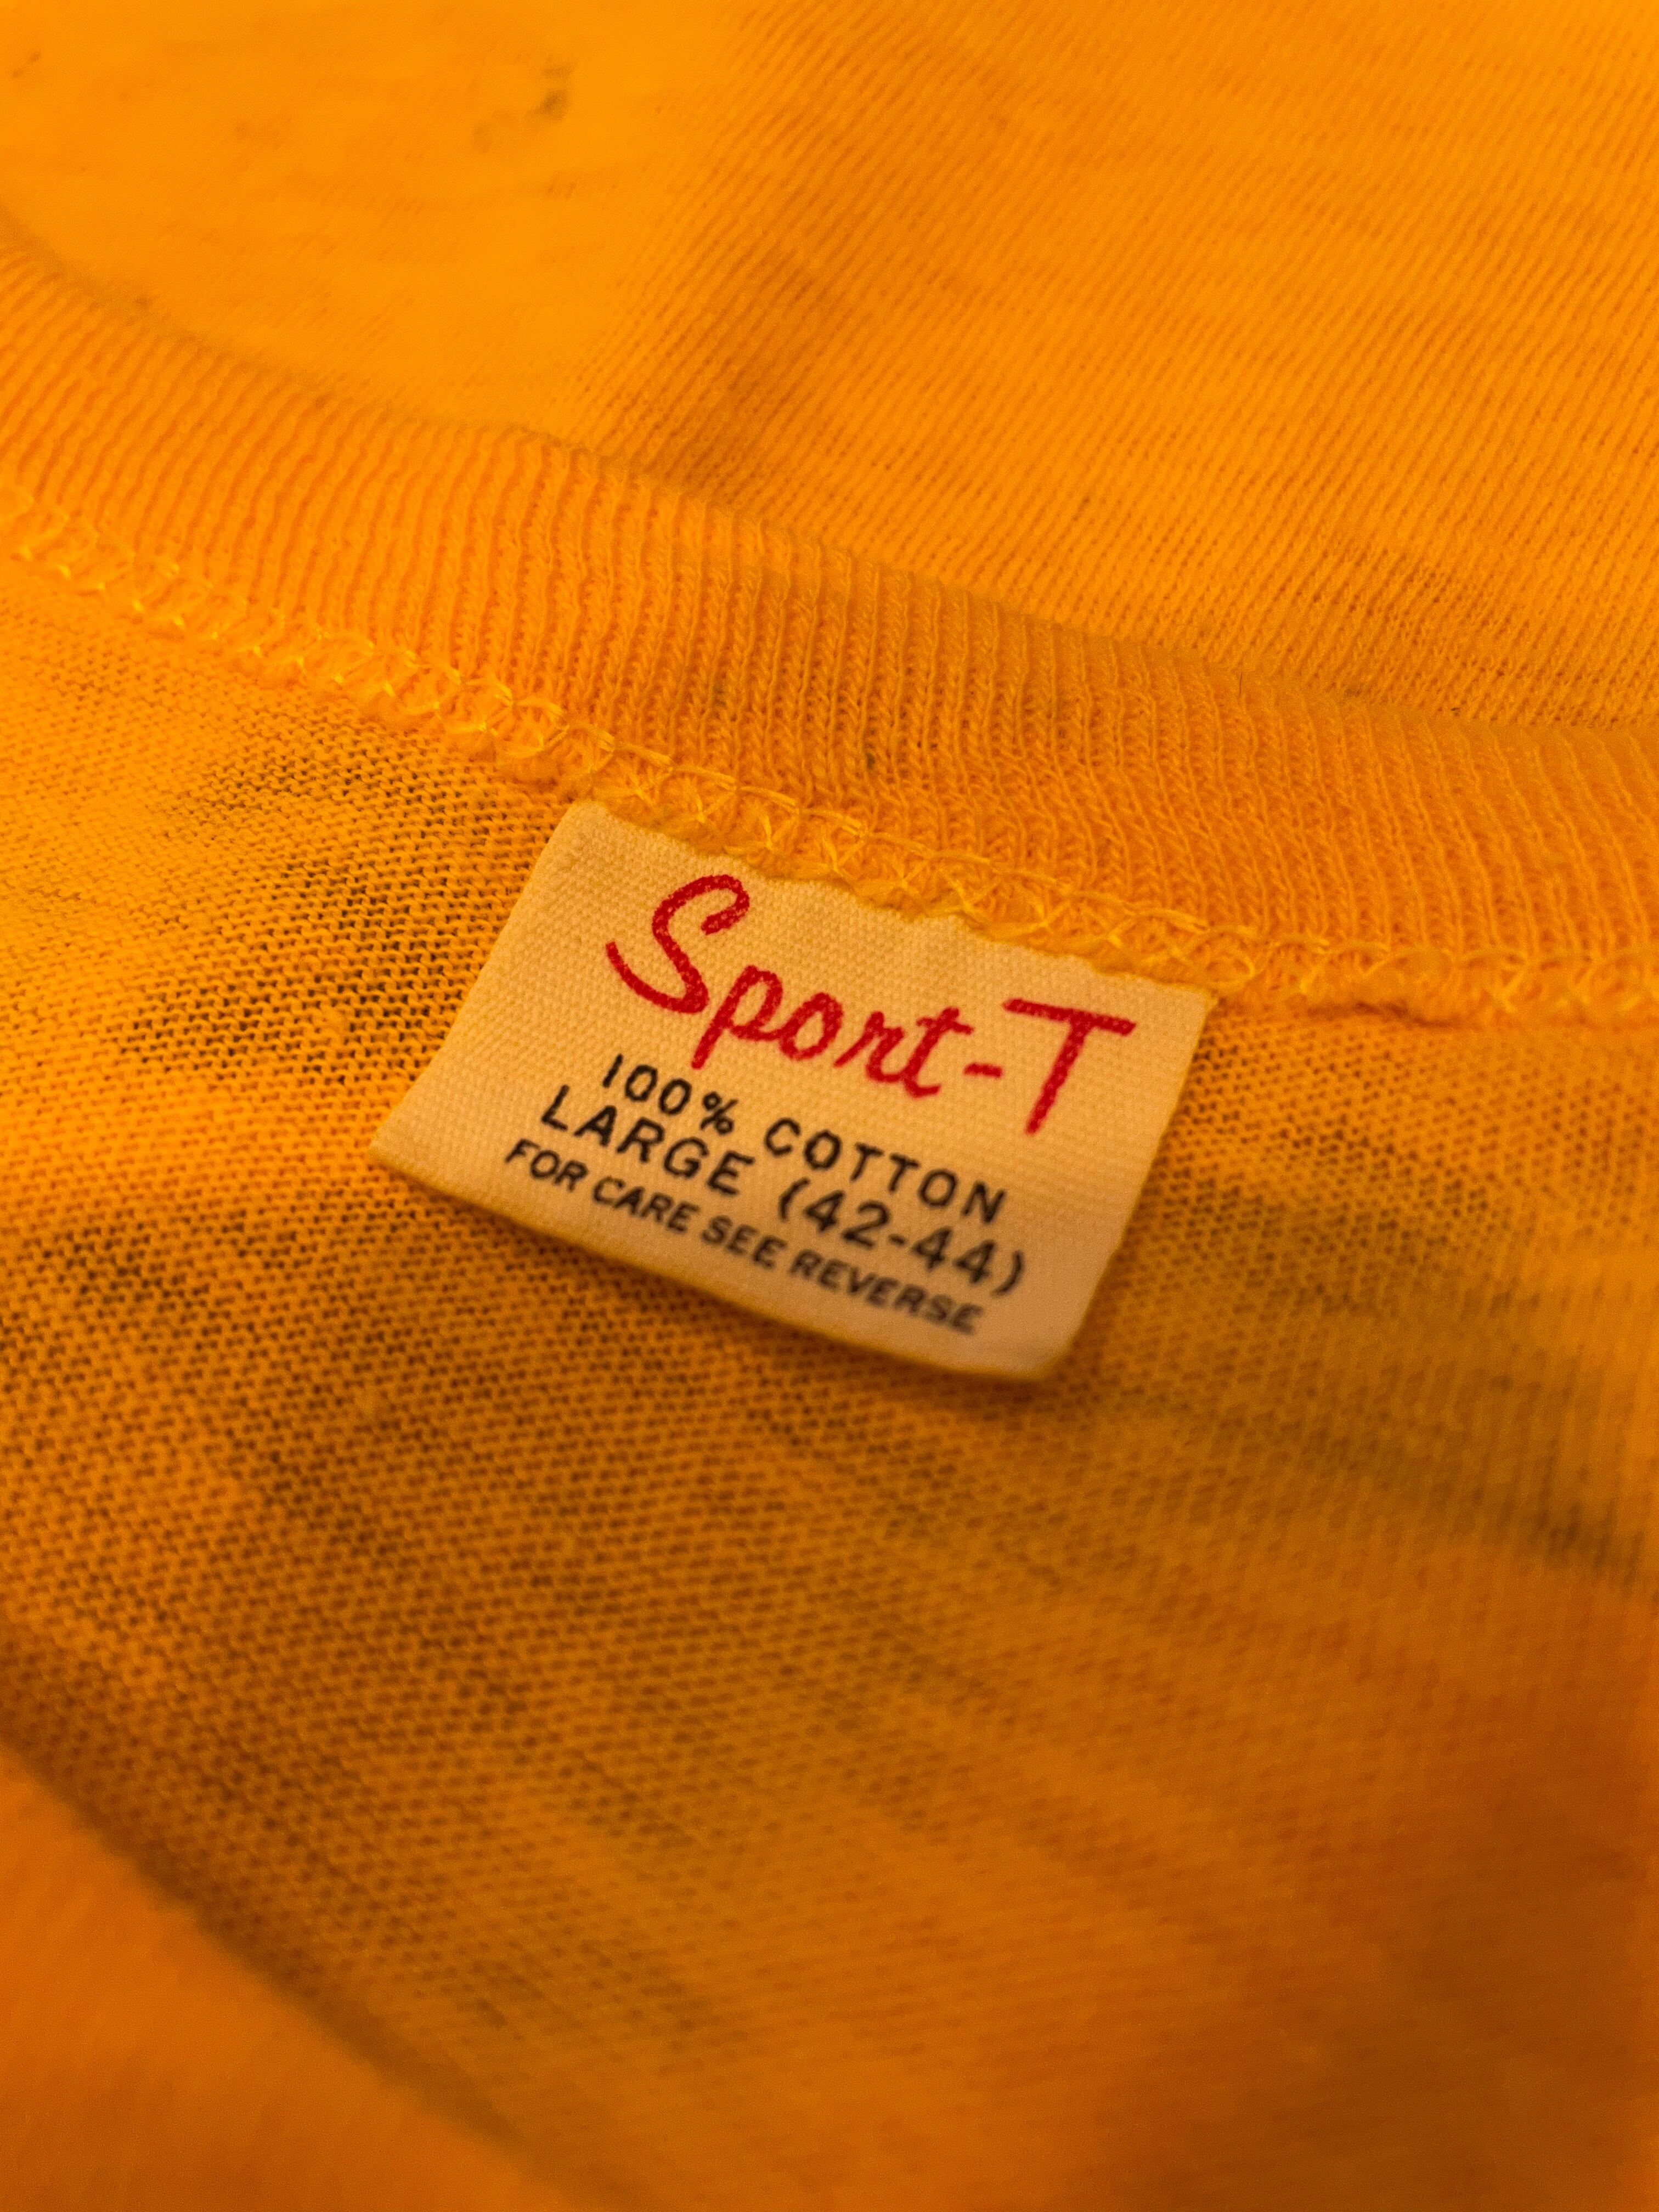 Sport-T
100% COTTON
LARGE (42-44)
FOR CARE SEE REVERSE